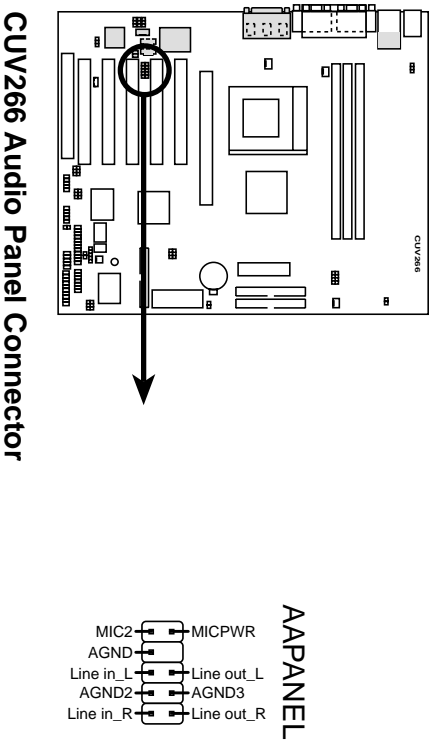 CUV266
CUV266 Audio Panel Connector
AAPANEL
MIC2 MICPWR
AGND
Line in_L Line out_L
AGND2 AGND3
Line in_R Line out_R